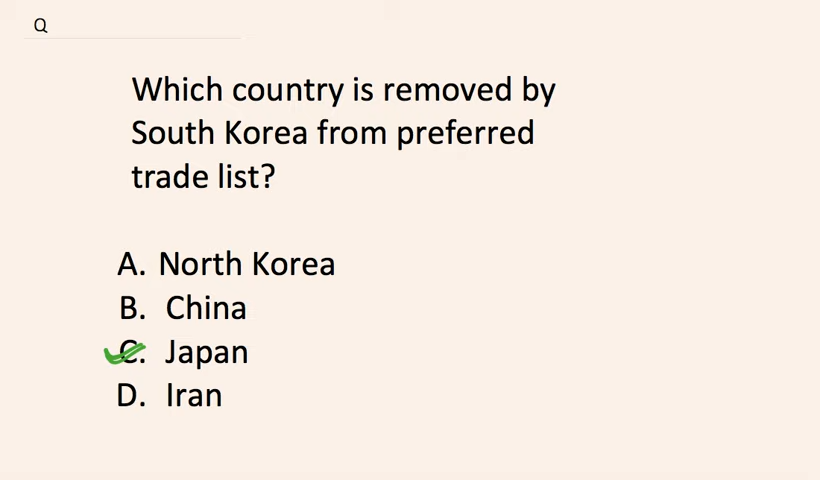 Q
Which country is removed by
South Korea from preferred
trade list?
A. North Korea
B. China
C. Japan
D. Iran